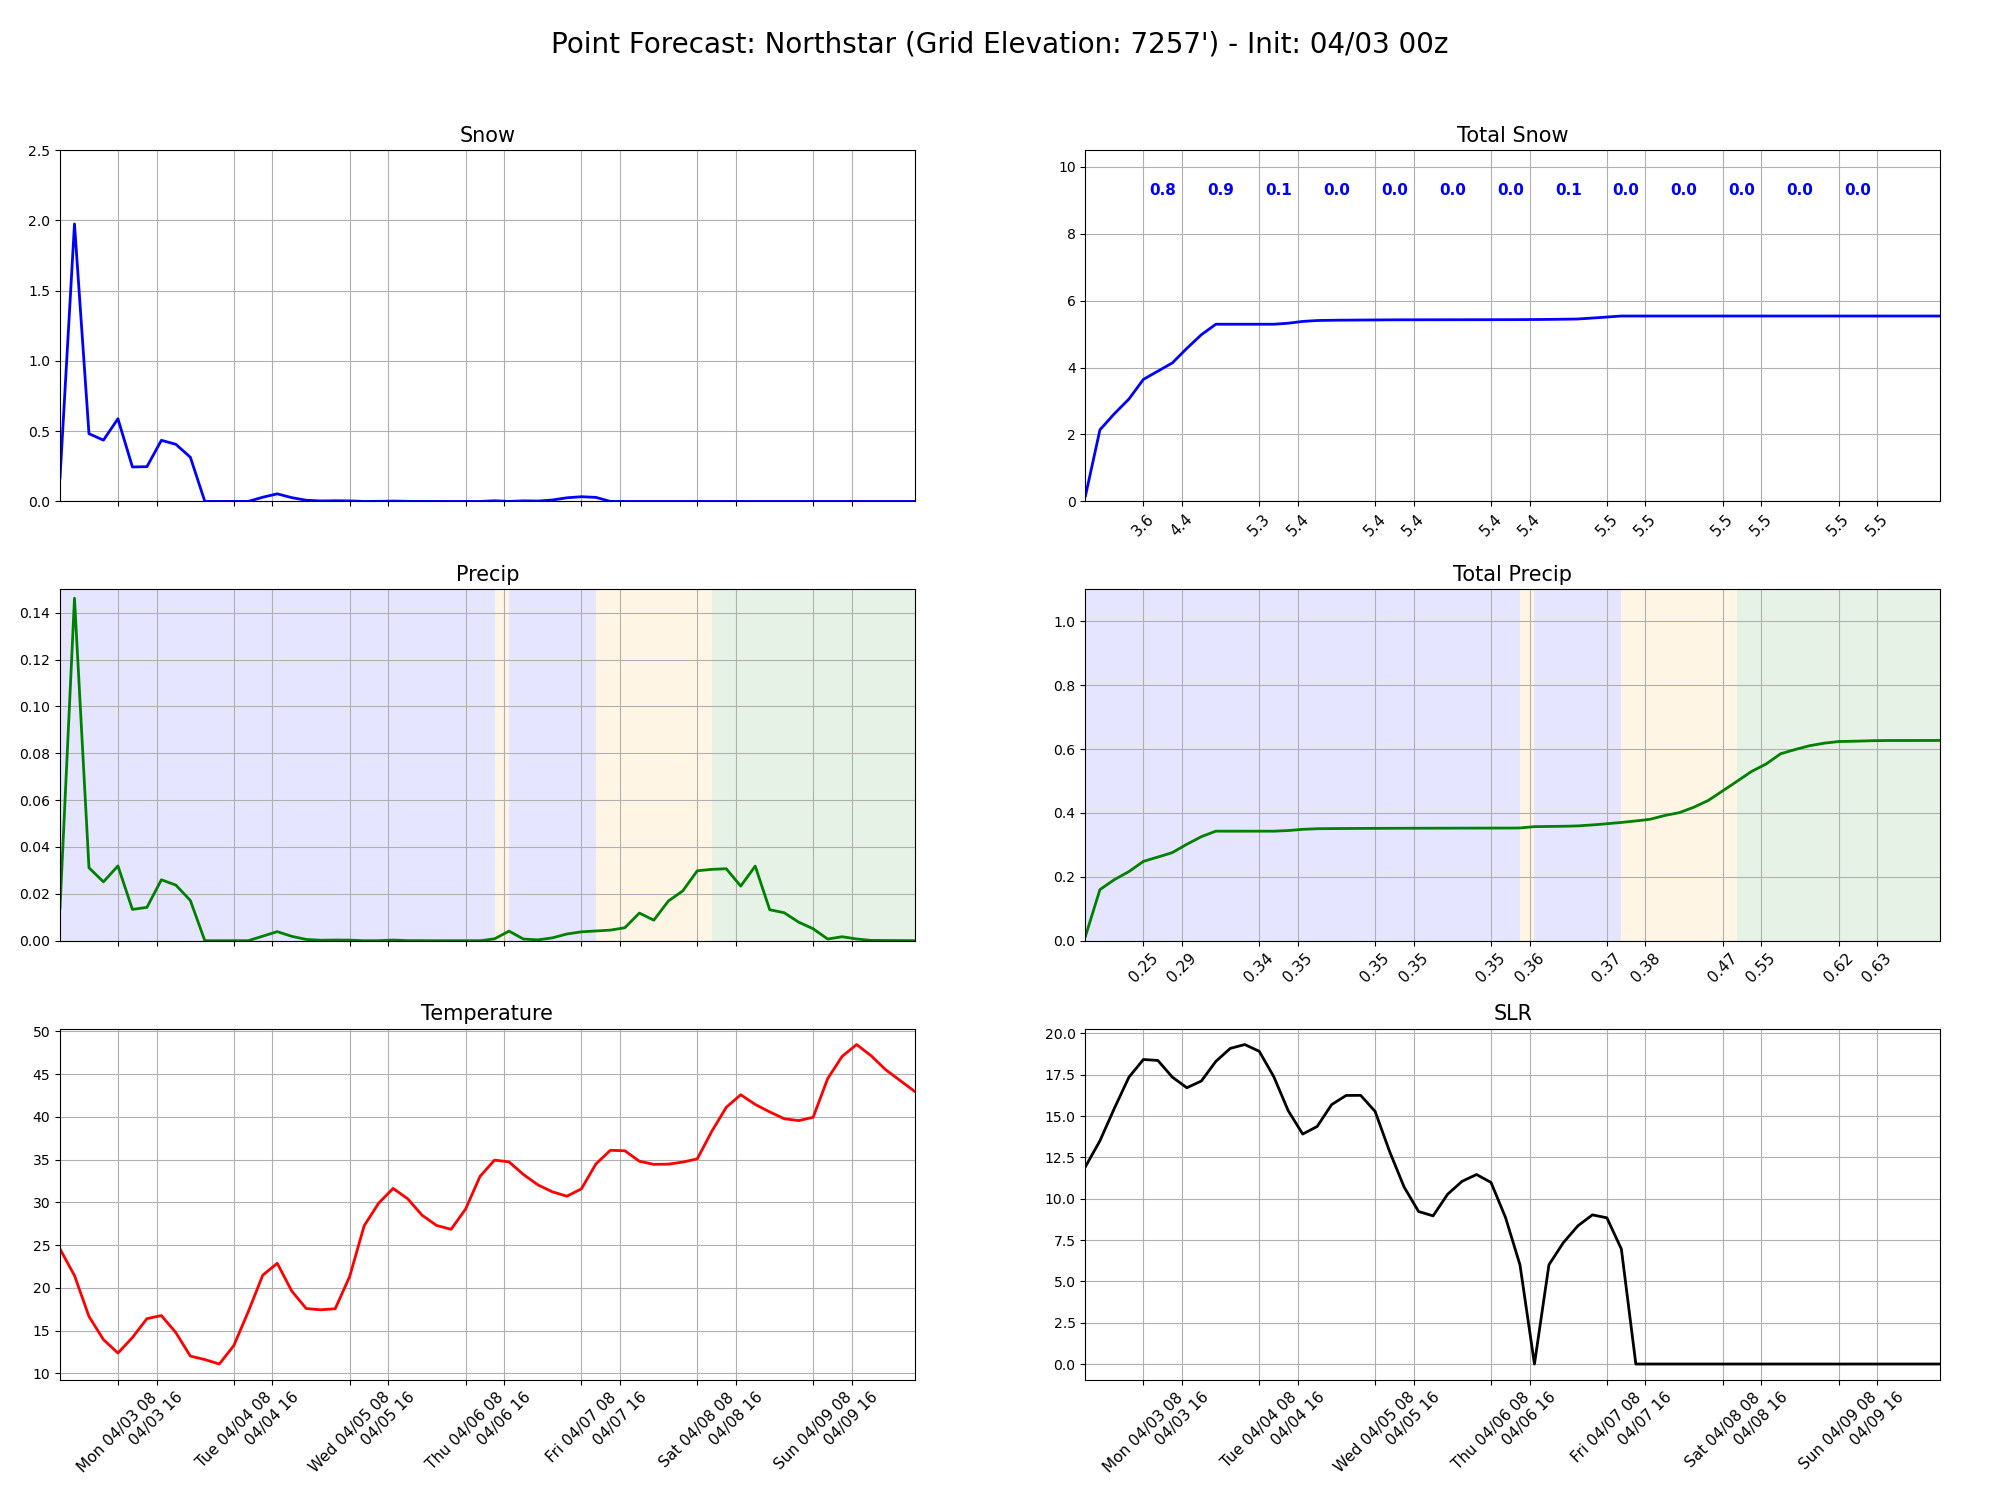 Point Forecast: Northstar (Grid Elevation: 7257') - Init: 04/03 00z
Snow
2.5
2.0
1.5
1.0
0.5
0.0
Total Snow
10
8
6
4
2
0
0.8 0.9 0.1 0.0 0.0 0.0 0.0 0.1 0.0 0.0 0.0 0.0 0.0
3.6 4.4 5.3 5.4 5.4 5.4 5.4 5.4 5.5 5.5 5.5 5.5 5.5 5.5
Precip
0.14
0.12
0.10
0.08
0.06
0.04
0.02
0.00
Total Precip
1.0
0.8
0.6
0.4
0.2
0.0
0.25 0.29 0.34 0.35 0.35 0.35 0.35 0.36 0.37 0.38 0.47 0.55 0.62 0.63
Temperature
50
45
40
35
30
25
20
15
10
Mon 04/03 08
04/03 16
Tue 04/04 08
04/04 16
Wed 04/05 08
04/05 16
Thu 04/06 08
04/06 16
Fri 04/07 08
04/07 16
Sat 04/08 08
04/08 16
Sun 04/09 08
04/09 16
SLR
20.0
17.5
15.0
12.5
10.0
7.5
5.0
2.5
0.0
Mon 04/03 08
04/03 16
Tue 04/04 08
04/04 16
Wed 04/05 08
04/05 16
Thu 04/06 08
04/06 16
Fri 04/07 08
04/07 16
Sat 04/08 08
04/08 16
Sun 04/09 08
04/09 16